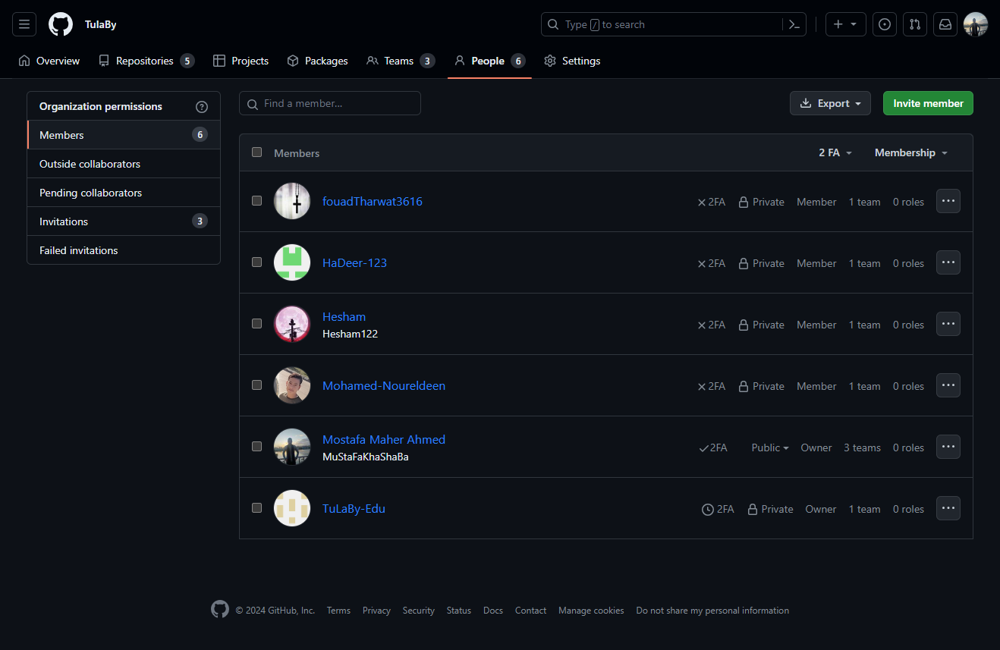 TulaBy
Type / to search
Overview
Repositories 5
Projects
Packages
Teams 3
People 6
Settings
Organization permissions
Members 6
Outside collaborators
Pending collaborators
Invitations 3
Failed invitations
Find a member...
Export
Invite member
Members 2 FA Membership
fouadTharwat3616 2FA Private Member 1 team 0 roles
HaDeer-123 2FA Private Member 1 team 0 roles
Hesham
Hesham122
2FA Private Member 1 team 0 roles
Mohamed-Noureldeen 2FA Private Member 1 team 0 roles
Mostafa Maher Ahmed
MuStaFaKhaShaBa
2FA Public Owner 3 teams 0 roles
TuLaBy-Edu 2FA Private Owner 1 team 0 roles
© 2024 GitHub, Inc. Terms Privacy Security Status Docs Contact Manage cookies Do not share my personal information